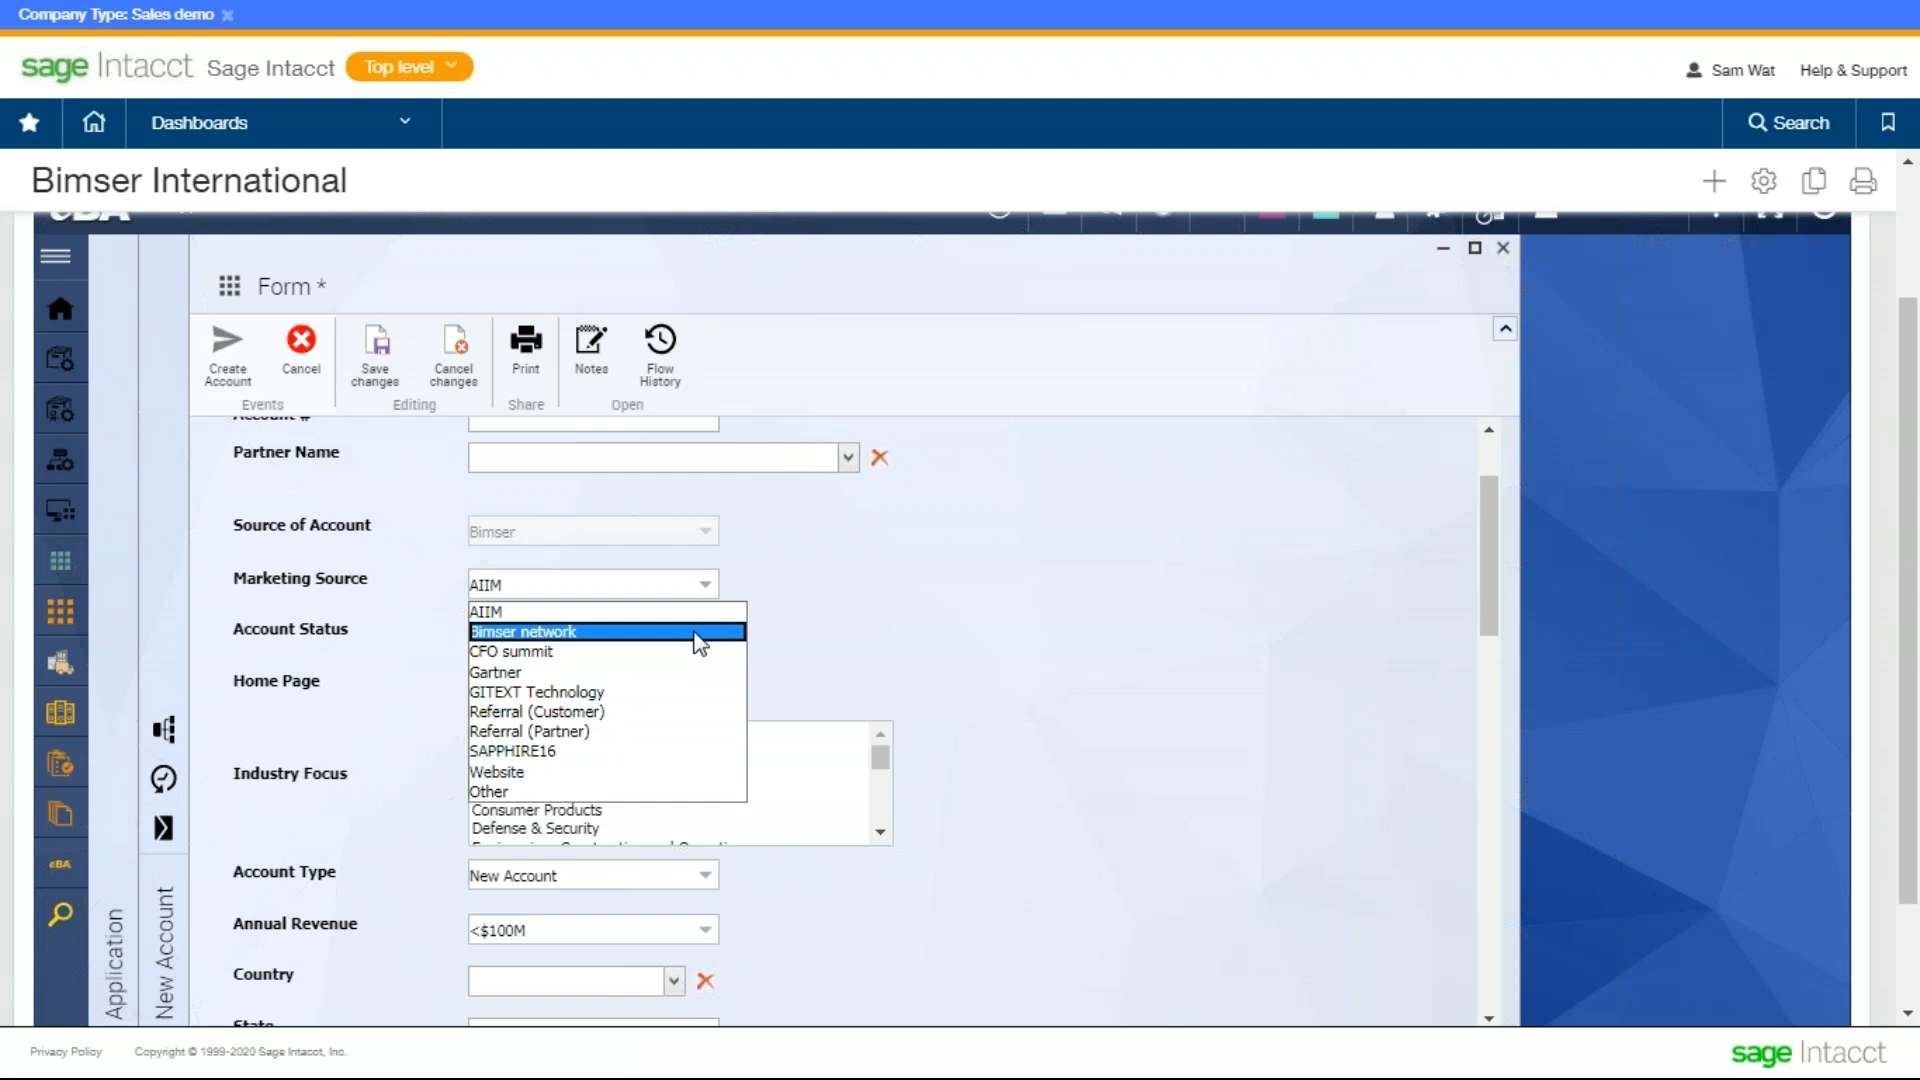 Company Type: Sales demo
sage Intacct Sage Intacct Top level
Sam Wat Help & Support
Dashboards
Search
Bimser International
eBA
Form *
Create Account
Cancel
Save changes
Cancel changes
Print
Notes
Flow History
Events
Editing
Share
Open
Account #
Partner Name
Source of Account
Bimser
Marketing Source
AIIM
AIIM
Account Status
Bimser network
CFO summit
Home Page
Gartner
GITEXT Technology
Referral (Customer)
Referral (Partner)
SAPPHIRE16
Industry Focus
Website
Other
Consumer Products
Defense & Security
Account Type
New Account
Annual Revenue
<$100M
Country
State
eBA
Application
New Account
Privacy Policy
Copyright © 1999-2020 Sage Intacct, Inc.
sage Intacct